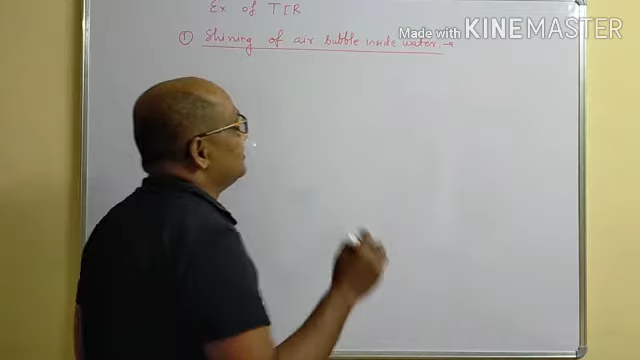 Made with KINEMASTER
Ex of TIR
① Shining of air bubble inside water. →